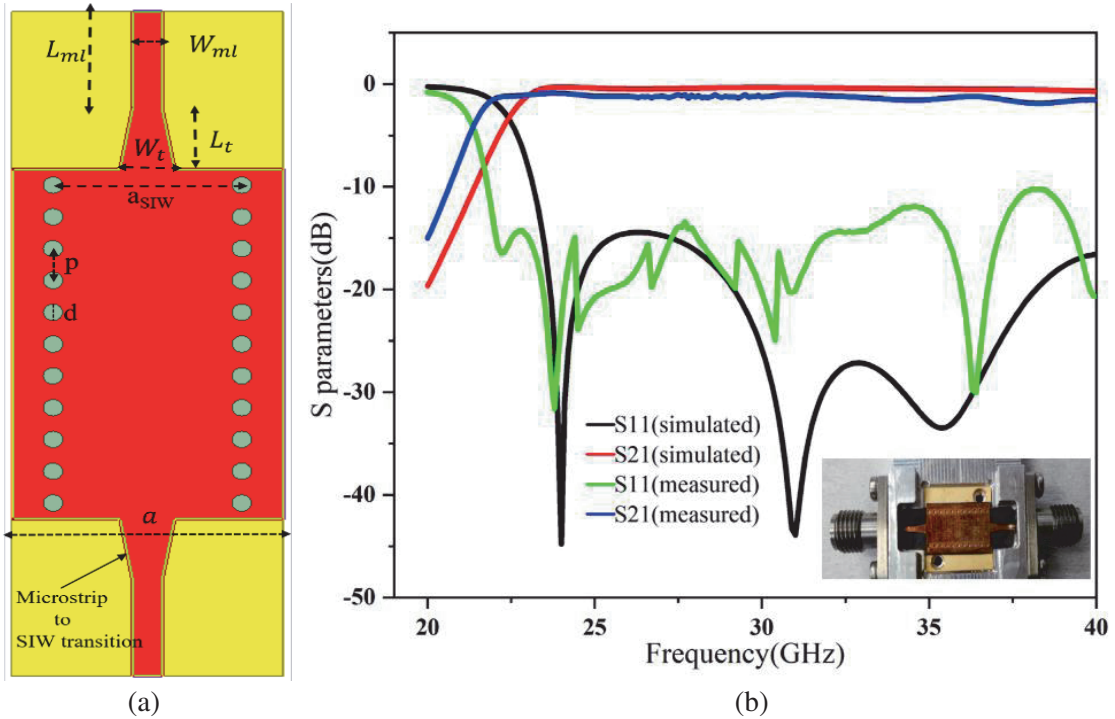 L_ml
W_ml
W_t
L_t
a_SIW
p
d
a
Microstrip
to
SIW transition
(a)
S parameters(dB)
0
-10
-20
-30
-40
-50
S11(simulated)
S21(simulated)
S11(measured)
S21(measured)
20
25
30
35
40
Frequency(GHz)
(b)